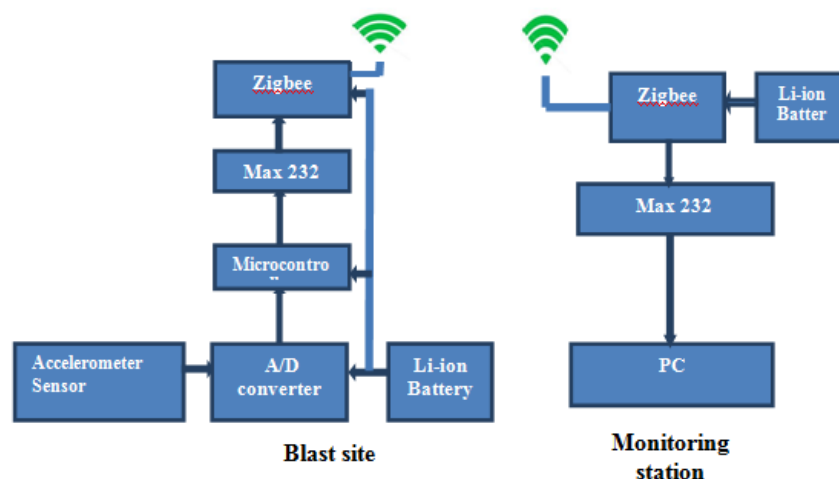 Zigbee
Max 232
Microcontro
Accelerometer
Sensor
A/D
converter
Li-ion
Battery
Blast site
Zigbee
Li-ion
Batter
Max 232
PC
Monitoring
station